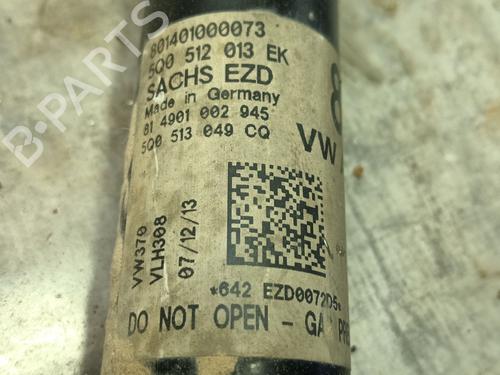 801401000073
5Q0 512 013 EK
SACHS EZD
Made in Germany
81 4901 002 945
5Q0 513 049 CQ
VW
VW370
VLH308
07/12/13
*642 EZD0072D5*
DO NOT OPEN - GA